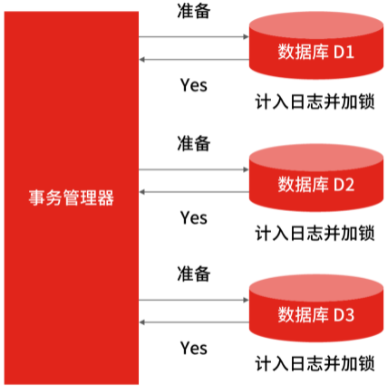 准备
数据库 D1
Yes
计入日志并加锁
准备
事务管理器
数据库 D2
Yes
计入日志并加锁
准备
数据库 D3
Yes
计入日志并加锁